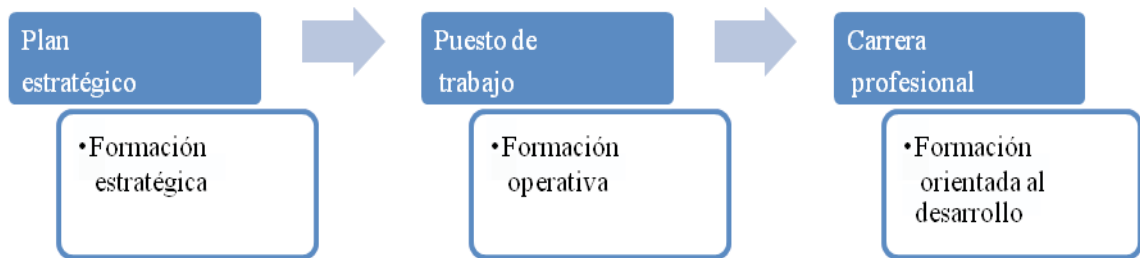 Plan
estratégico
•Formación
estratégica
Puesto de
trabajo
•Formación
operativa
Carrera
profesional
•Formación
orientada al
desarrollo